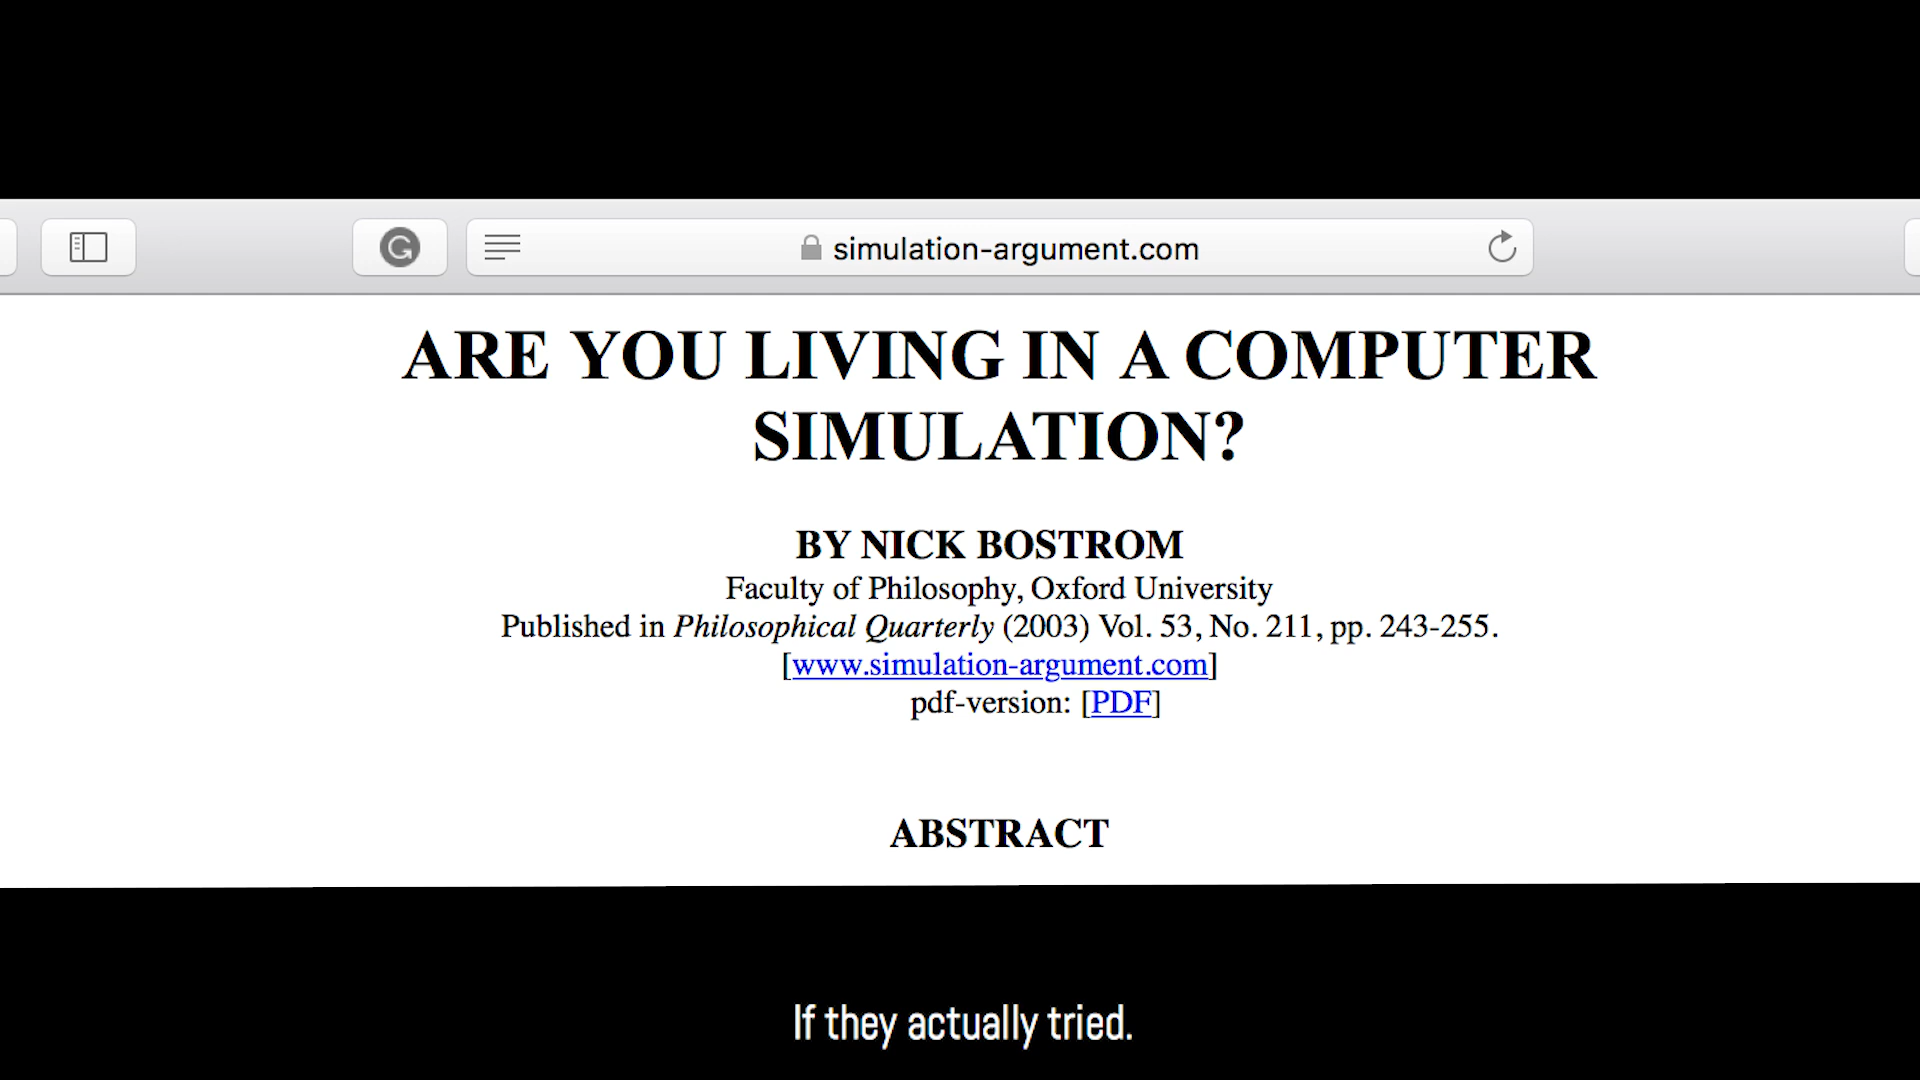 simulation-argument.com
ARE YOU LIVING IN A COMPUTER
SIMULATION?
BY NICK BOSTROM
Faculty of Philosophy, Oxford University
Published in Philosophical Quarterly (2003) Vol. 53, No. 211, pp. 243-255.
[www.simulation-argument.com]
pdf-version: [PDF]
ABSTRACT
If they actually tried.